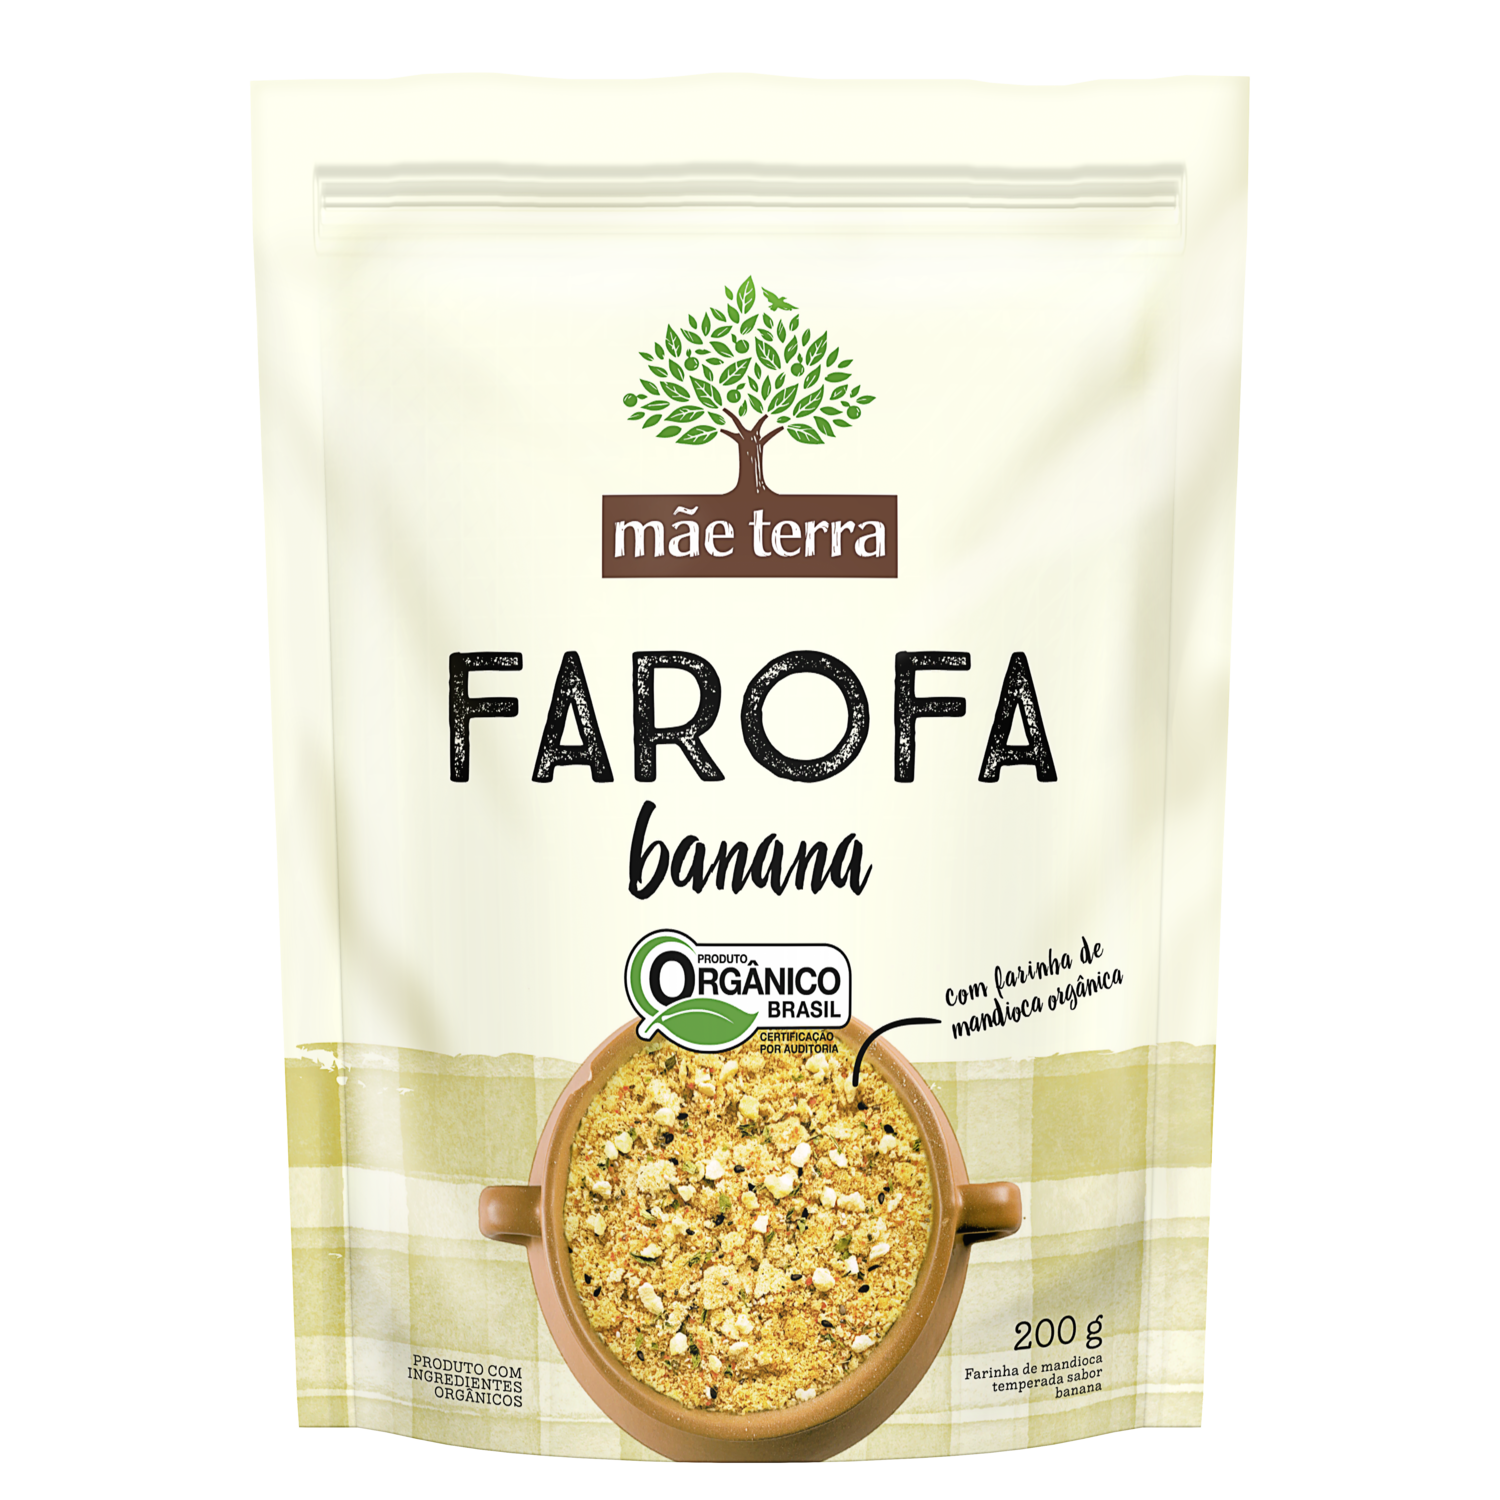 mãe terra
FAROFA
banana
PRODUTO
ORGÂNICO
BRASIL
CERTIFICAÇÃO
POR AUDITORIA
com farinha de
mandioca orgânica
200 g
Farinha de mandioca
temperada sabor
banana
PRODUTO COM
INGREDIENTES
ORGÂNICOS